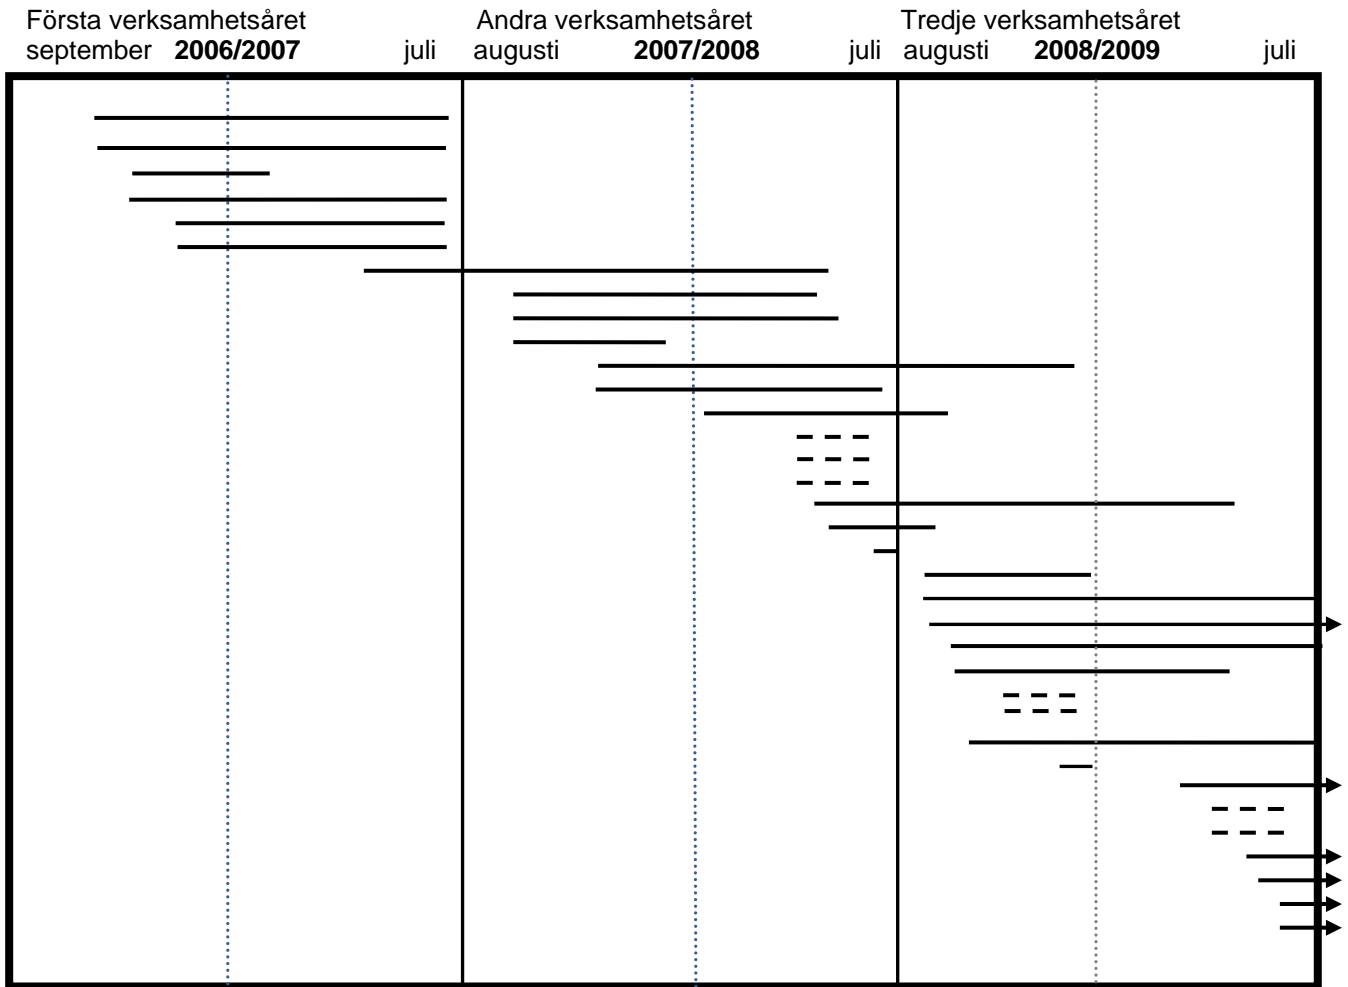 Första verksamhetsåret
september 2006/2007 juli
Andra verksamhetsåret
augusti 2007/2008 juli
Tredje verksamhetsåret
augusti 2008/2009 juli